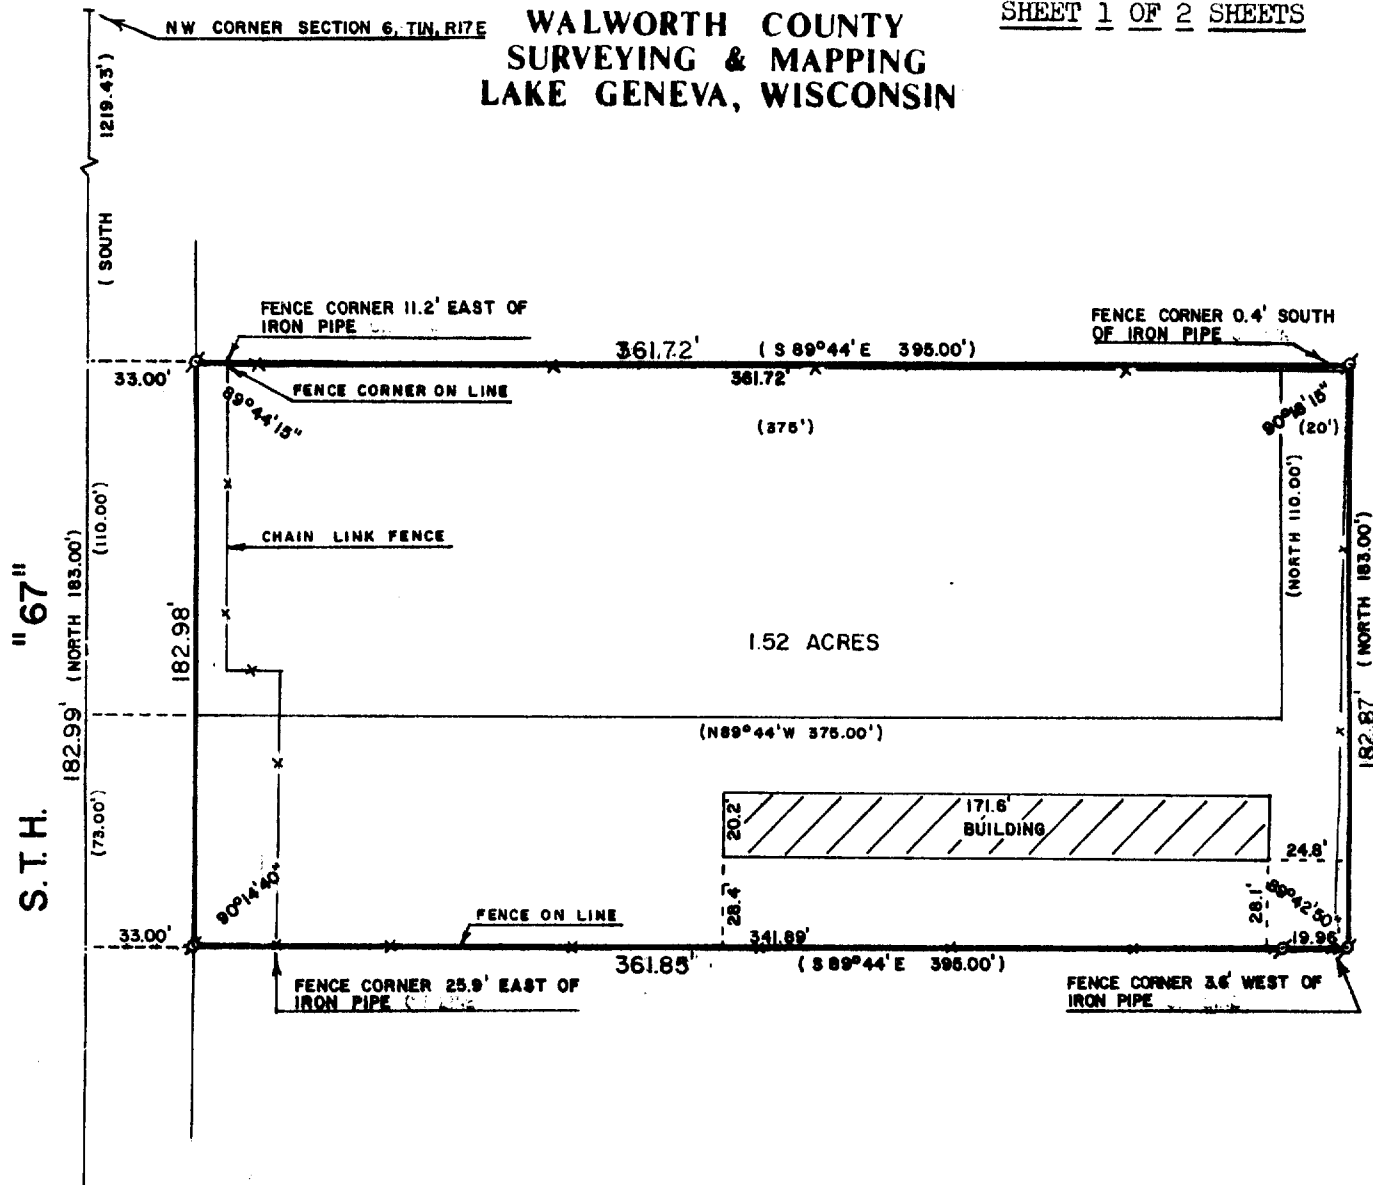 WALWORTH COUNTY
SURVEYING & MAPPING
LAKE GENEVA, WISCONSIN
SHEET 1 OF 2 SHEETS
NW CORNER SECTION 6, T1N, R17E
( SOUTH 1219.43')
FENCE CORNER 11.2' EAST OF
IRON PIPE
FENCE CORNER 0.4' SOUTH
OF IRON PIPE
361.72' ( S 89°44' E 395.00')
33.00'
361.72'
FENCE CORNER ON LINE
89°44'15"
(375')
90°18'15"
(20')
(110.00')
CHAIN LINK FENCE
(NORTH 110.00')
S.T.H. "67"
182.99' (NORTH 183.00')
182.98'
182.87' (NORTH 183.00')
1.52 ACRES
(N89°44'W 375.00')
(73.00')
20.2'
171.6'
BUILDING
24.8'
90°14'40"
28.4'
28.1'
89°42'50"
FENCE ON LINE
33.00'
341.89'
19.96'
361.85' ( S 89°44' E 395.00')
FENCE CORNER 25.9' EAST OF
IRON PIPE
FENCE CORNER 3.6' WEST OF
IRON PIPE